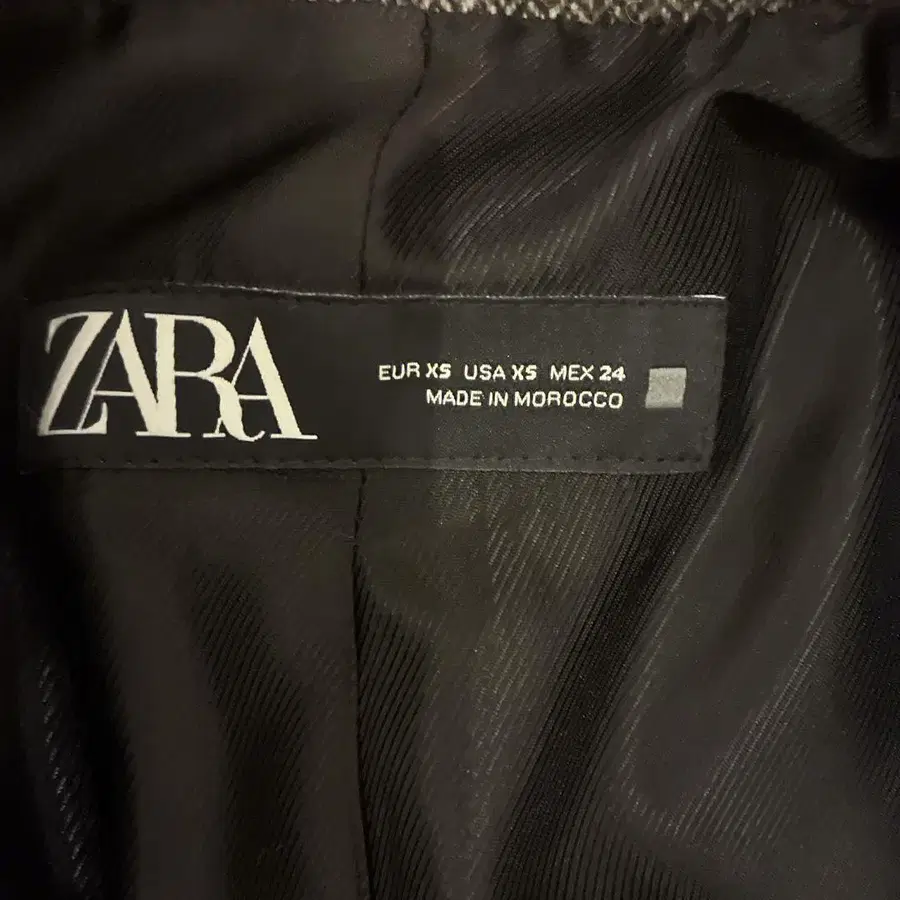 ZARA
EUR XS USA XS MEX 24
MADE IN MOROCCO